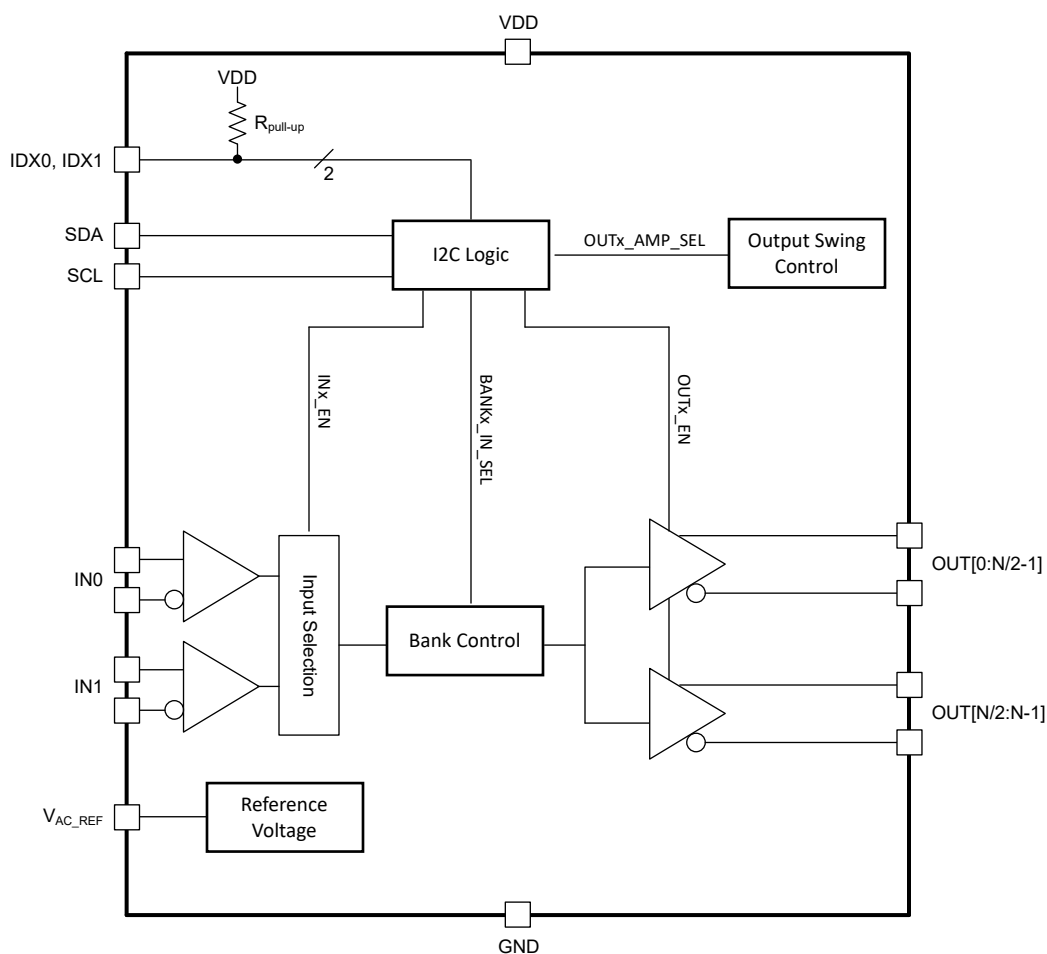 VDD
VDD
Rpull-up
IDX0, IDX1
2
SDA
I2C Logic
OUTx_AMP_SEL
Output Swing
Control
SCL
INx_EN
BANKx_IN_SEL
OUTx_EN
IN0
Input Selection
OUT[0:N/2-1]
Bank Control
IN1
OUT[N/2:N-1]
VAC_REF
Reference
Voltage
GND